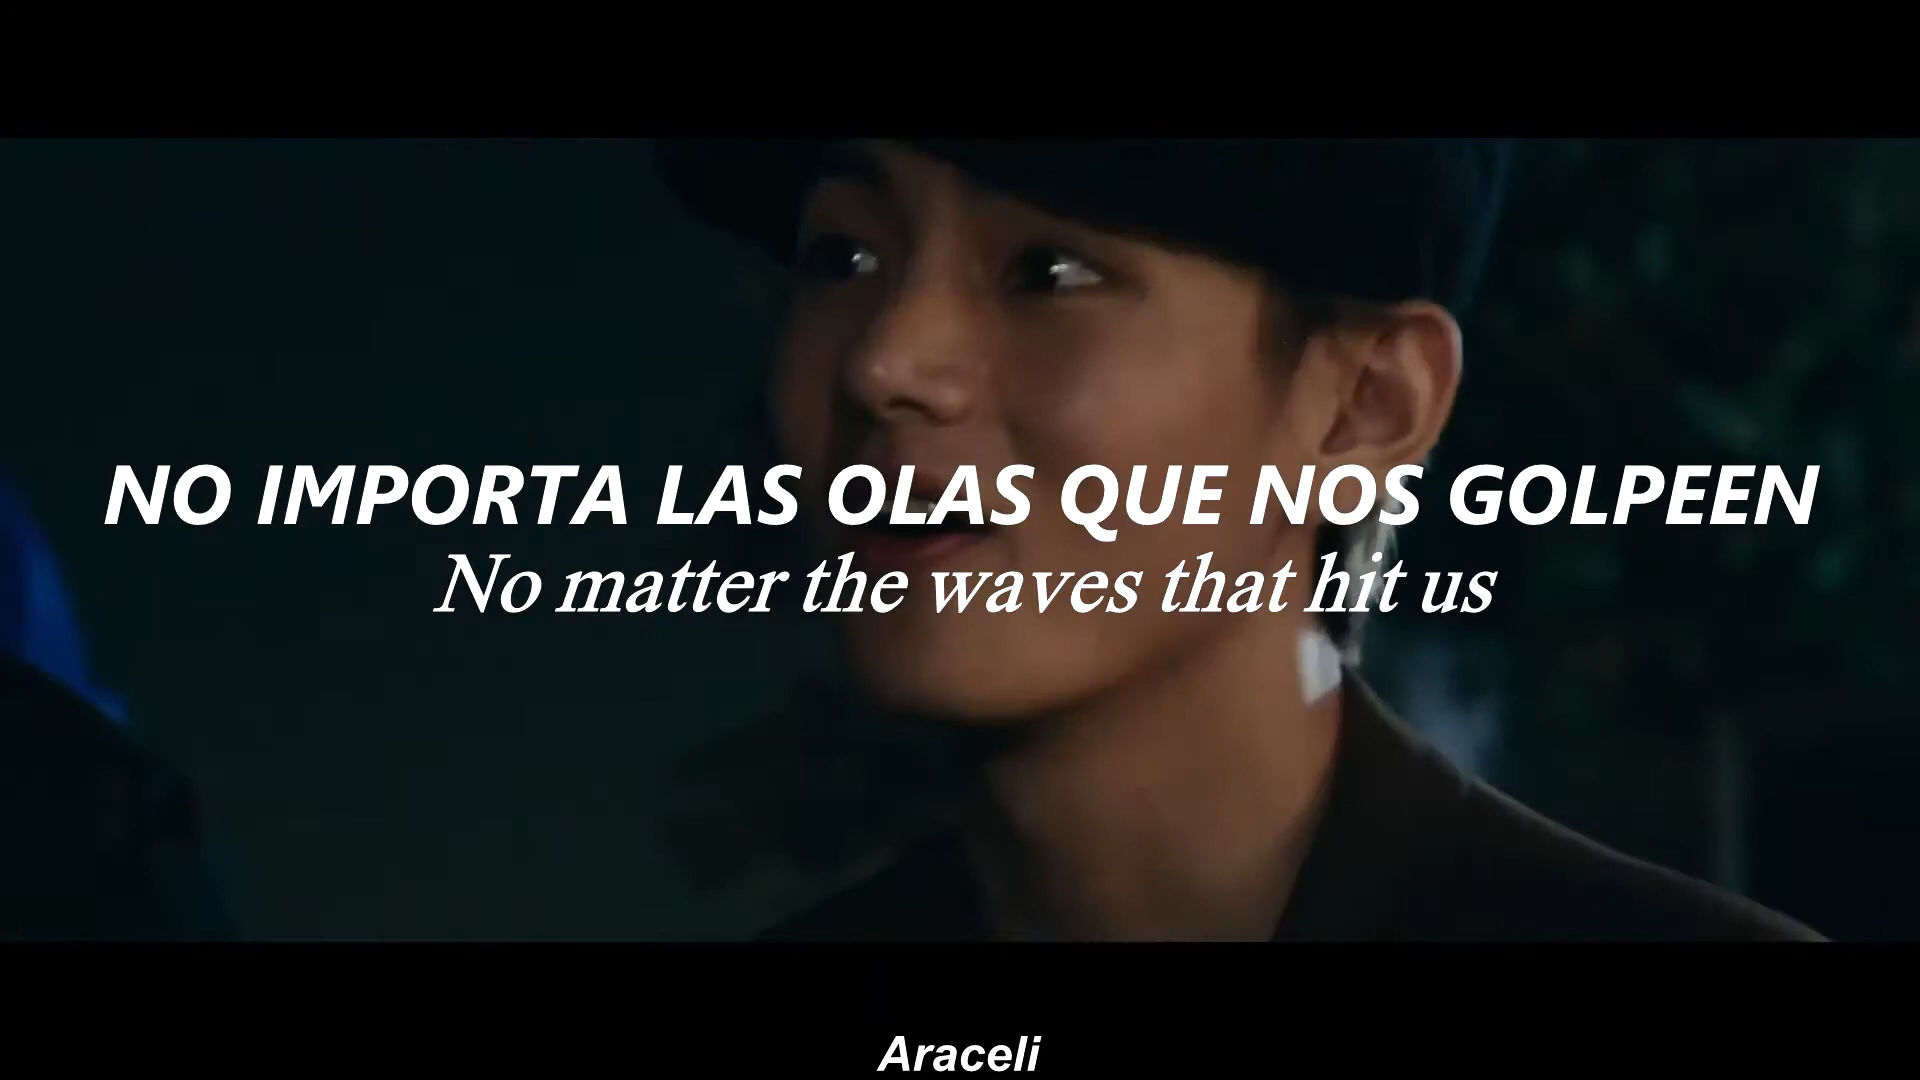 NO IMPORTA LAS OLAS QUE NOS GOLPEEN
No matter the waves that hit us
Araceli